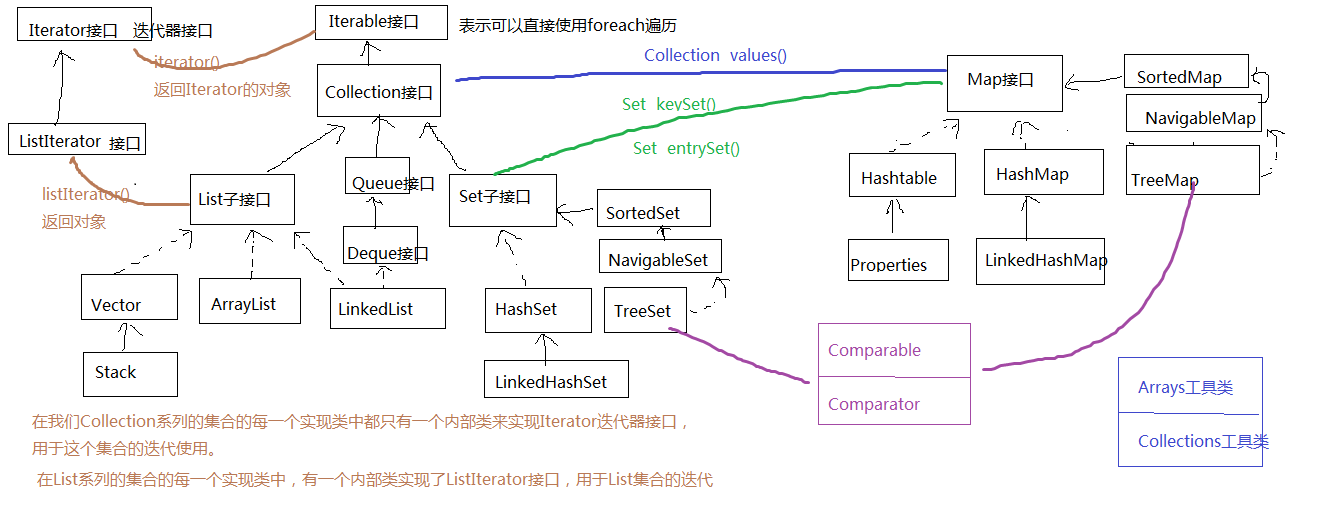 Iterator接口 迭代器接口
Iterable接口
表示可以直接使用foreach遍历
iterator()
返回Iterator的对象
Collection values()
Collection接口
Map接口
SortedMap
Set keySet()
NavigableMap
ListIterator 接口
Set entrySet()
Queue接口
Hashtable
HashMap
TreeMap
listIterator()
返回对象
List子接口
Set子接口
SortedSet
Deque接口
NavigableSet
Properties
LinkedHashMap
Vector
ArrayList
LinkedList
HashSet
TreeSet
Stack
LinkedHashSet
Comparable
Comparator
Arrays工具类
Collections工具类
在我们Collection系列的集合的每一个实现类中都只有一个内部类来实现Iterator迭代器接口，
用于这个集合的迭代使用。
在List系列的集合的每一个实现类中，有一个内部类实现了ListIterator接口，用于List集合的迭代